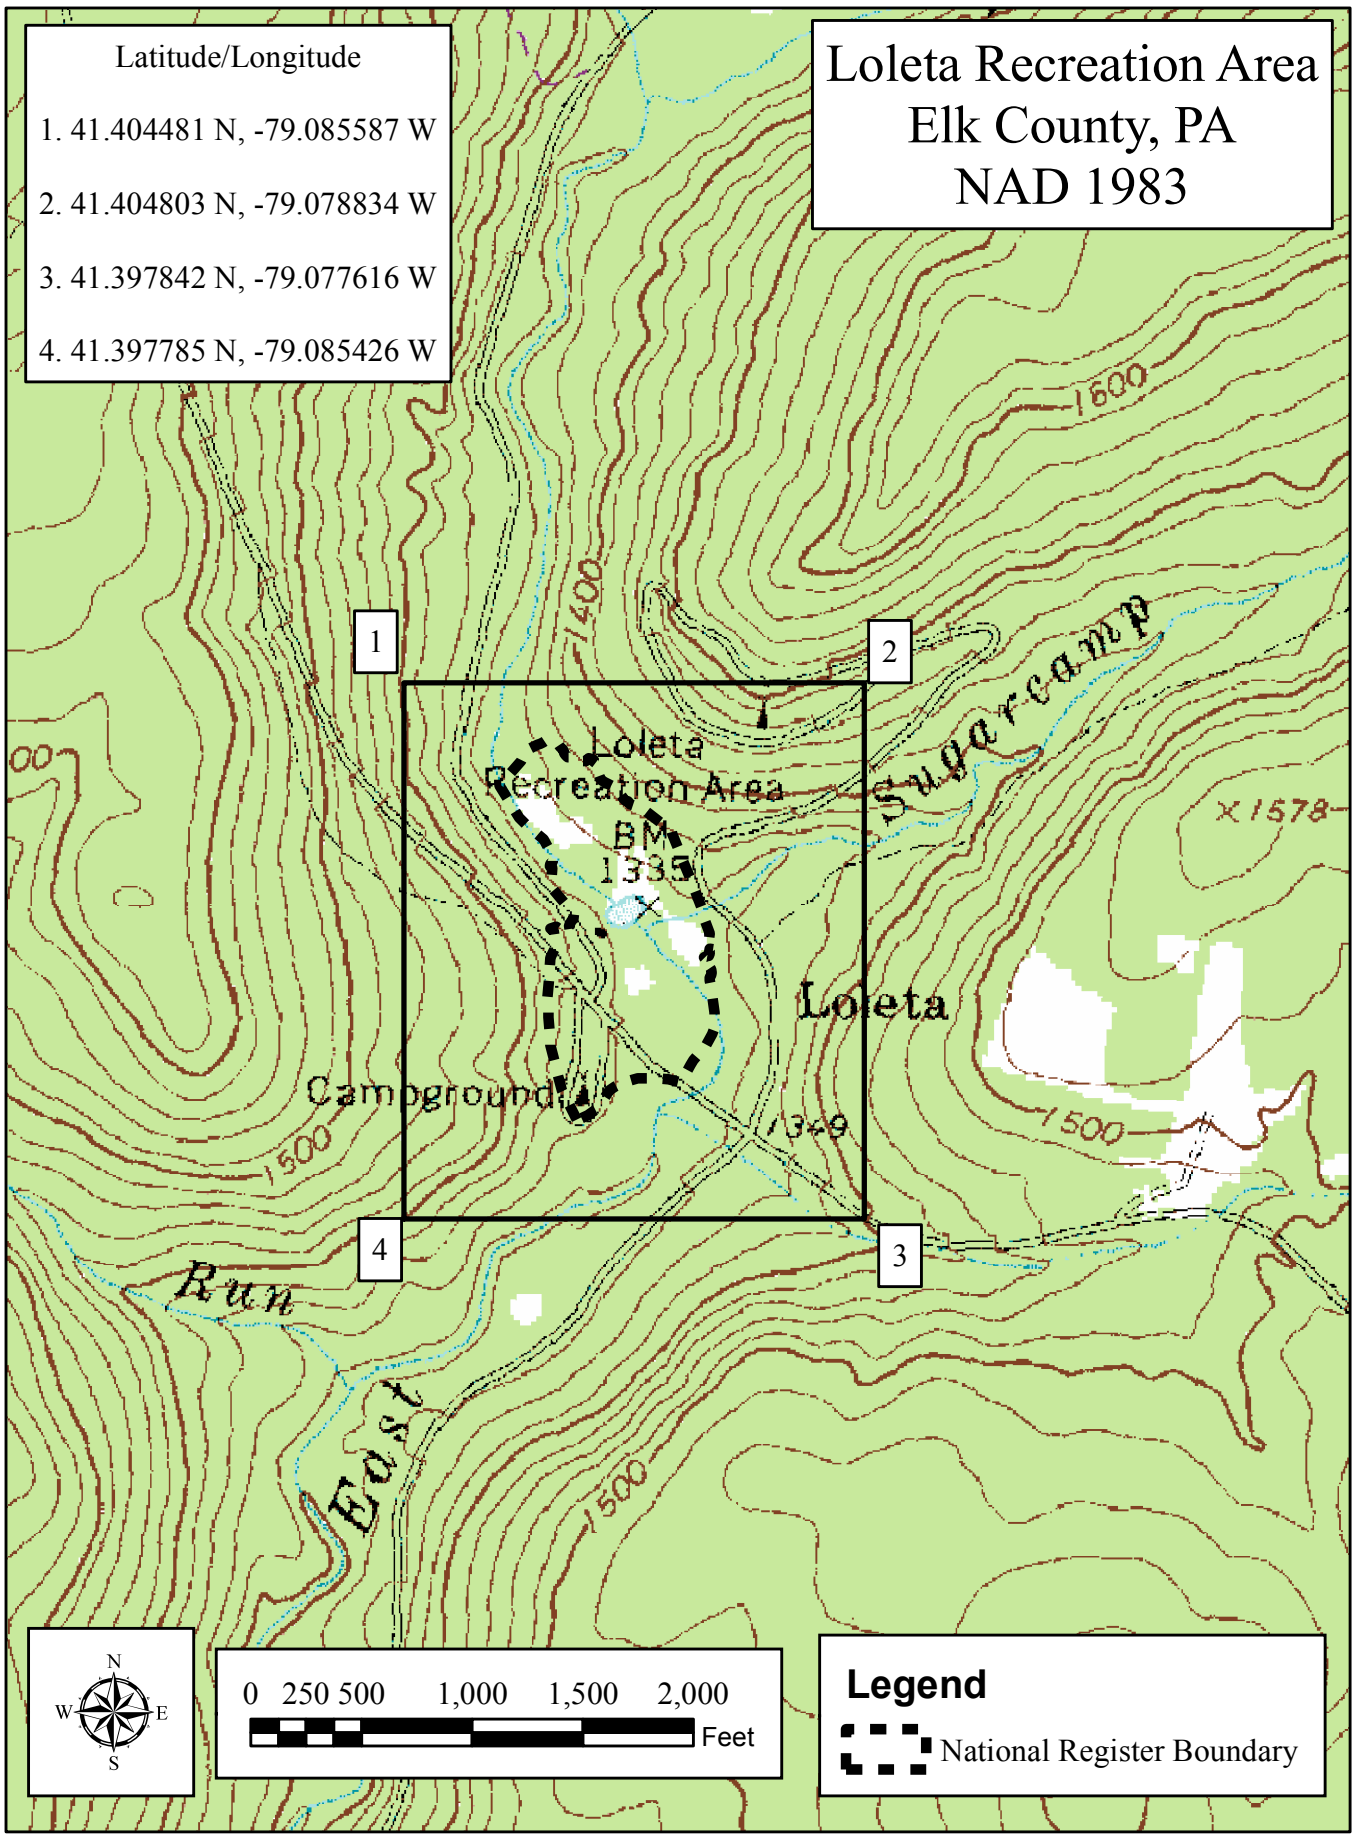 Latitude/Longitude
1. 41.404481 N, -79.085587 W
2. 41.404803 N, -79.078834 W
3. 41.397842 N, -79.077616 W
4. 41.397785 N, -79.085426 W
Loleta Recreation Area
Elk County, PA
NAD 1983
1600
1400
1
2
Sugarcamp
Loleta
Recreation Area
00
X 1578
BM
1335
X
Loleta
Campground
1349
1500
1500
4
3
Run
East
1500
N
W E
S
0 250 500 1,000 1,500 2,000
Feet
Legend
National Register Boundary